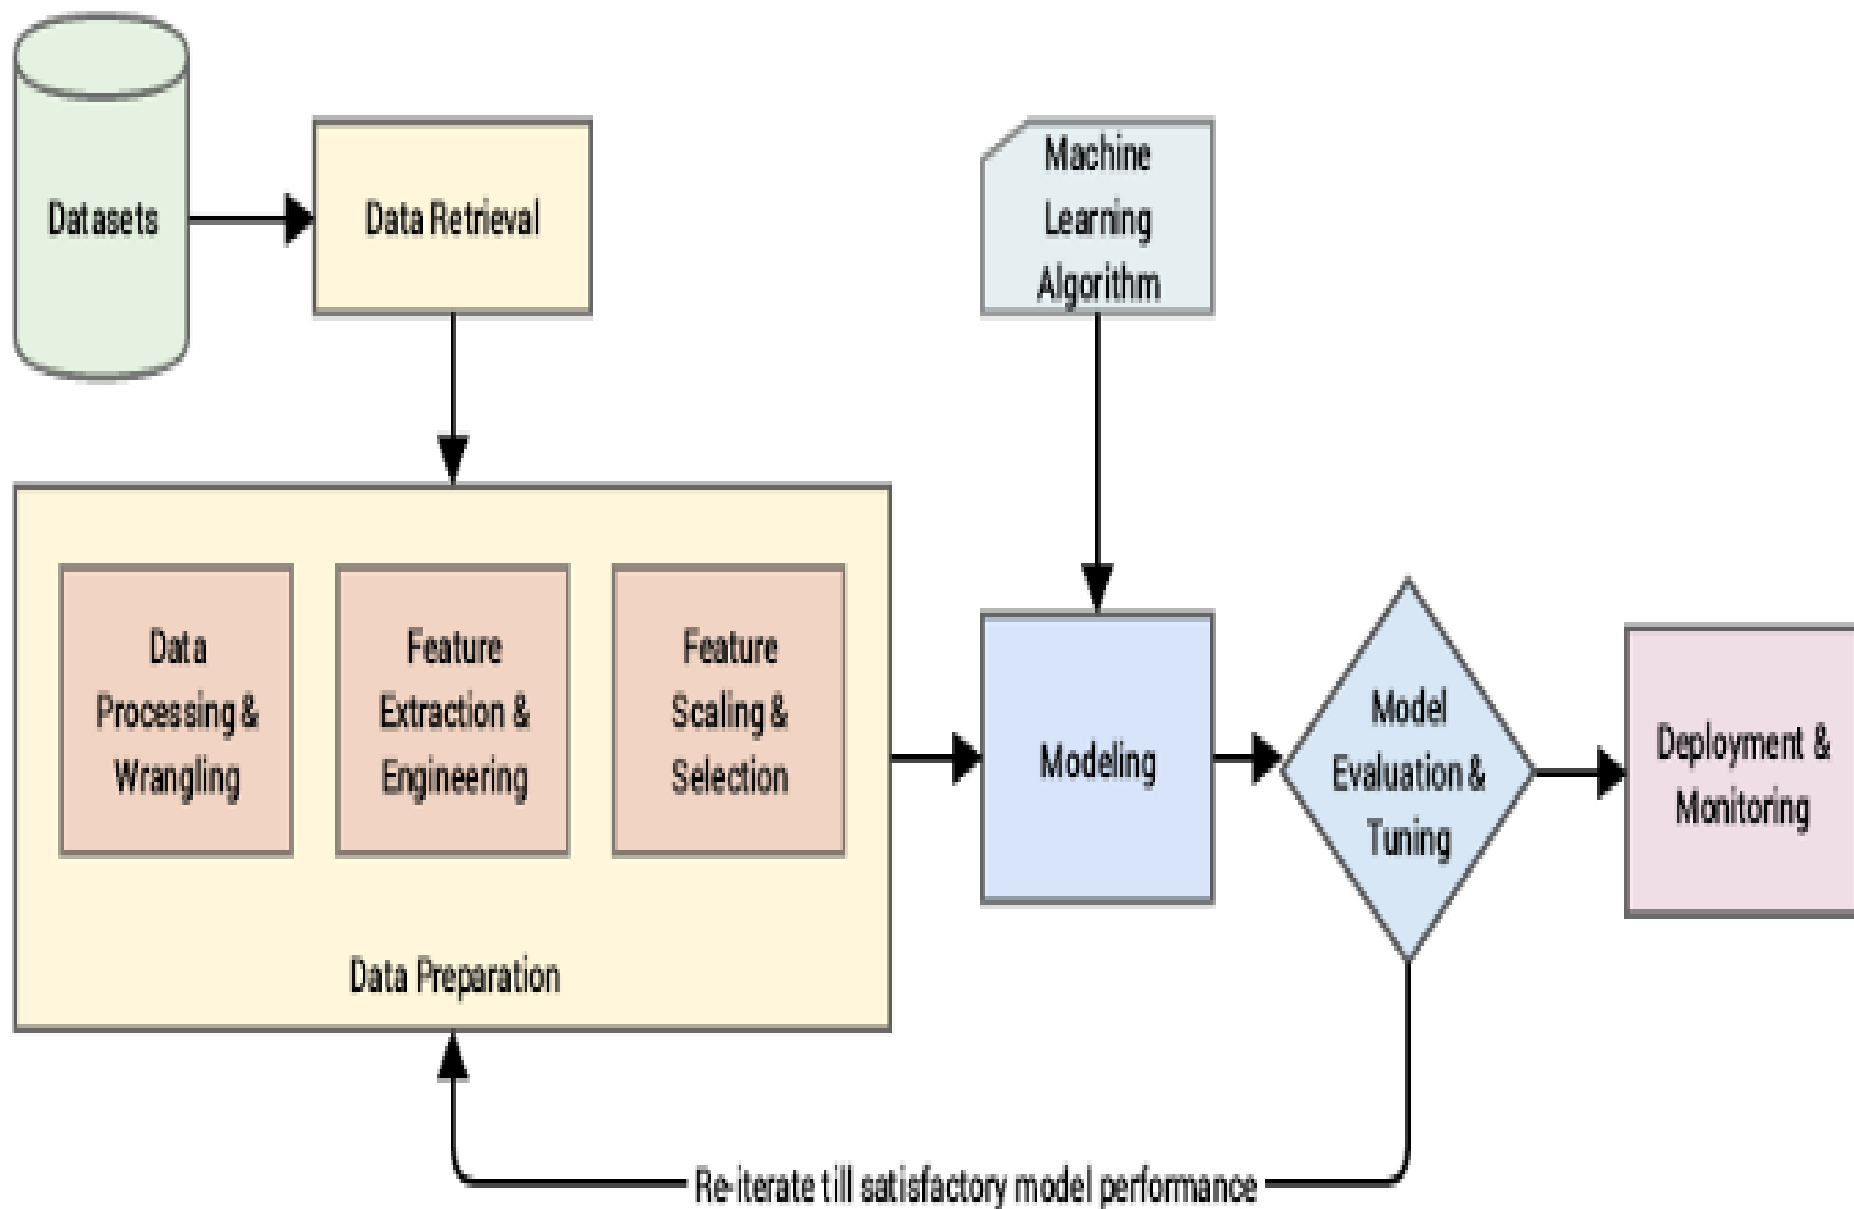 Datasets
Data Retrieval
Machine
Learning
Algorithm
Data
Processing &
Wrangling
Feature
Extraction &
Engineering
Feature
Scaling &
Selection
Data Preparation
Modeling
Model
Evaluation &
Tuning
Deployment &
Monitoring
Re-iterate till satisfactory model performance